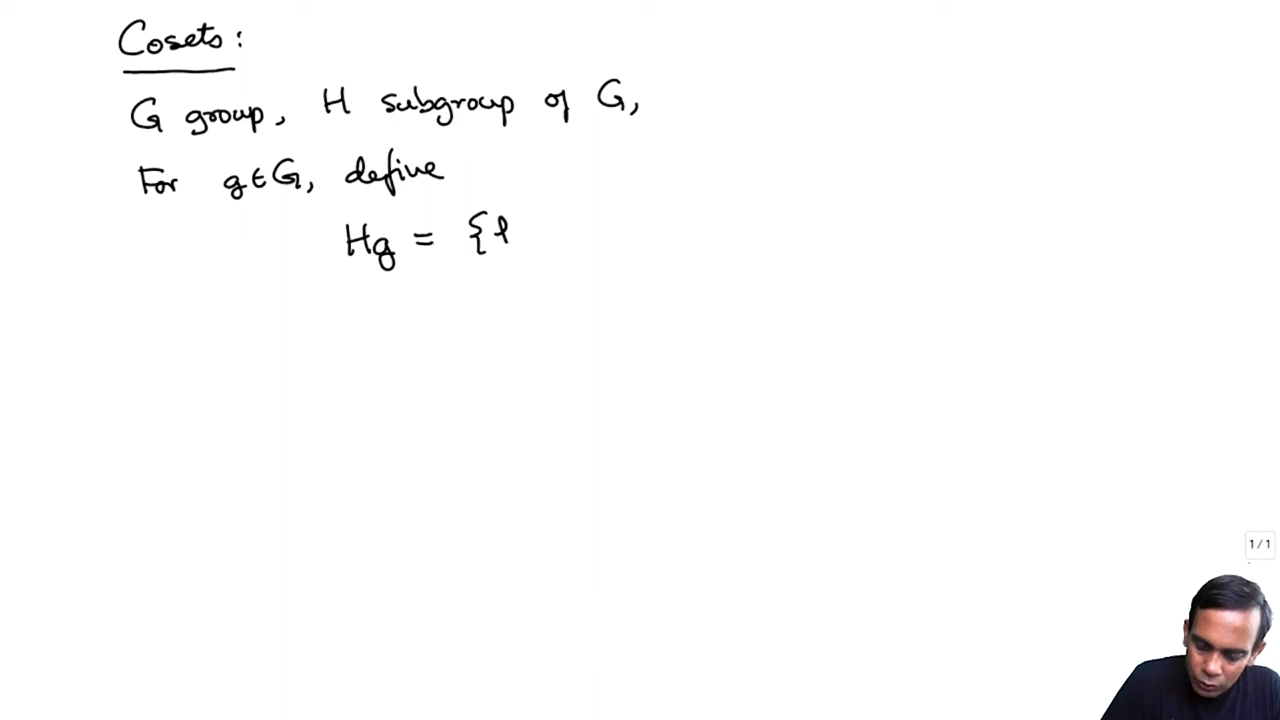 Cosets:
G group, H subgroup of G,
For g∈G, define
Hg = {
1/1